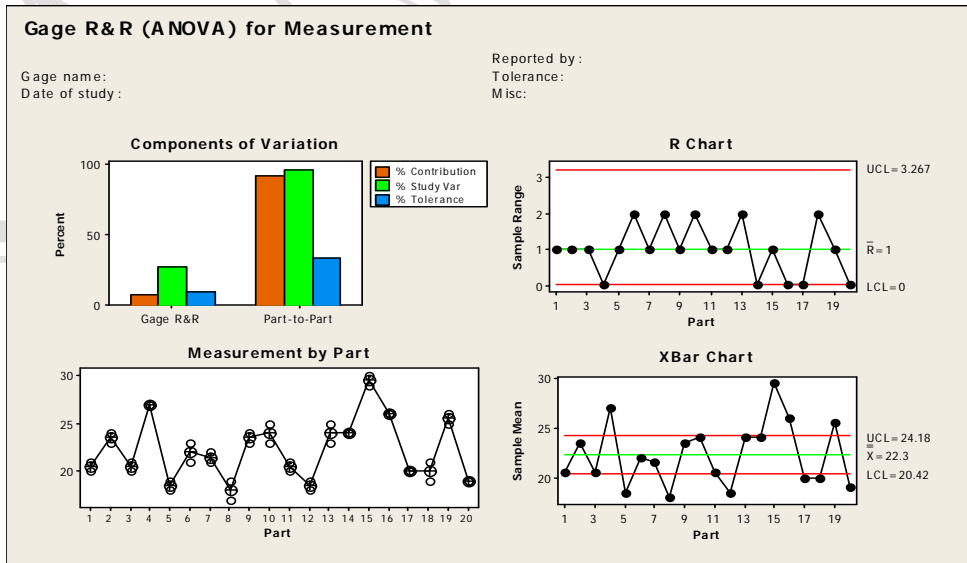 Gage R&R (ANOVA) for Measurement
Gage name:
Date of study:
Reported by:
Tolerance:
Misc:
Components of Variation
100
50
0
Percent
Gage R&R Part-to-Part
% Contribution
% Study Var
% Tolerance
R Chart
3
2
1
0
Sample Range
1 3 5 7 9 11 13 15 17 19
Part
UCL=3.267
R=1
LCL=0
Measurement by Part
30
25
20
1 2 3 4 5 6 7 8 9 10 11 12 13 14 15 16 17 18 19 20
Part
XBar Chart
30
25
20
Sample Mean
1 3 5 7 9 11 13 15 17 19
Part
UCL=24.18
X=22.3
LCL=20.42